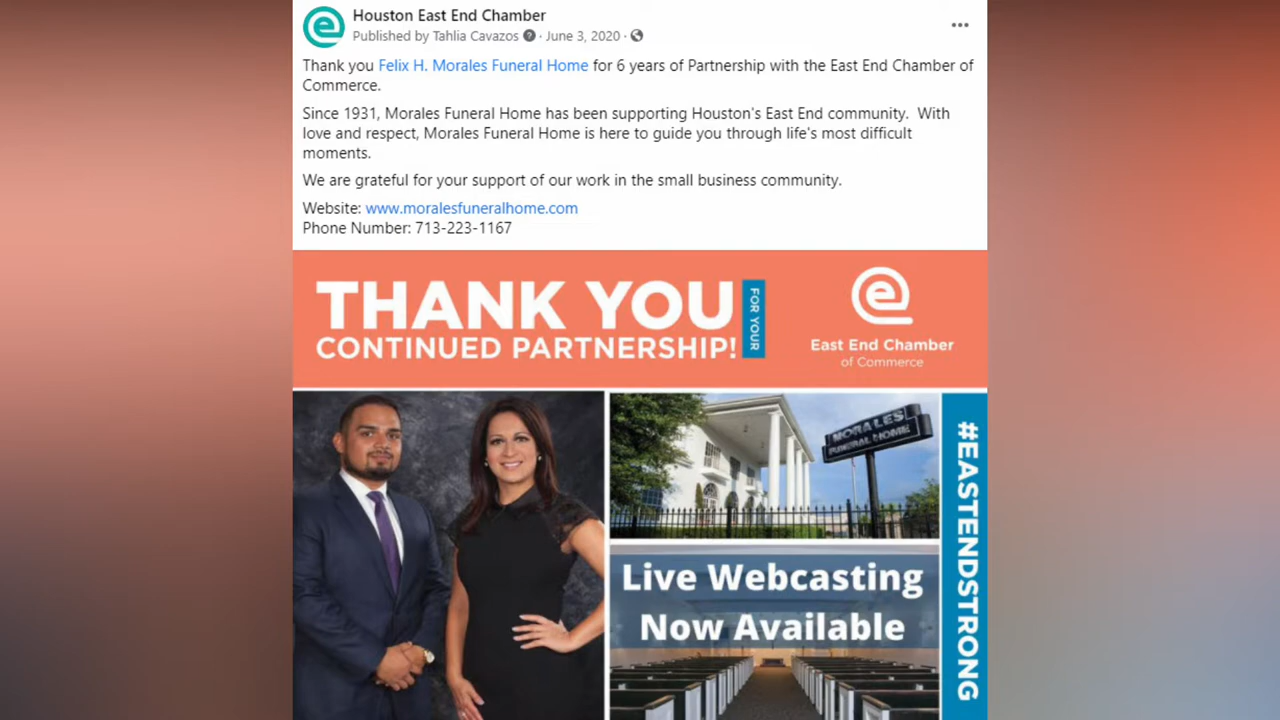 Houston East End Chamber
Published by Tahlia Cavazos · June 3, 2020 ·
Thank you Felix H. Morales Funeral Home for 6 years of Partnership with the East End Chamber of
Commerce.
Since 1931, Morales Funeral Home has been supporting Houston's East End community. With
love and respect, Morales Funeral Home is here to guide you through life's most difficult
moments.
We are grateful for your support of our work in the small business community.
Website: www.moralesfuneralhome.com
Phone Number: 713-223-1167
THANK YOU
FOR YOUR
CONTINUED PARTNERSHIP!
e
East End Chamber
of Commerce
MORALES
FUNERAL HOME
Live Webcasting
Now Available
#EASTENDSTRONG